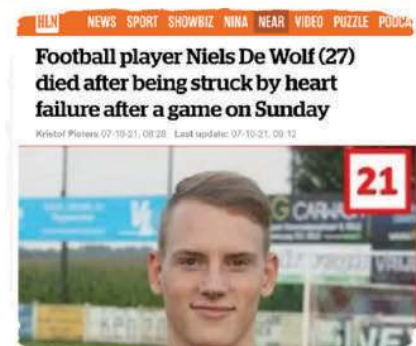 HLN NEWS SPORT SHOWBIZ NINA NEAR VIDEO PUZZLE PODCA
Football player Niels De Wolf (27)
died after being struck by heart
failure after a game on Sunday
Kristof Pieters 07-10-21, 08:28 Last update: 07-10-21, 09:12
21